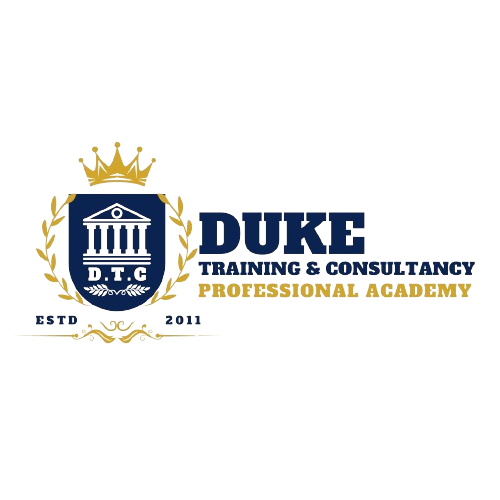 D.T.C
ESTD 2011
DUKE
TRAINING & CONSULTANCY
PROFESSIONAL ACADEMY